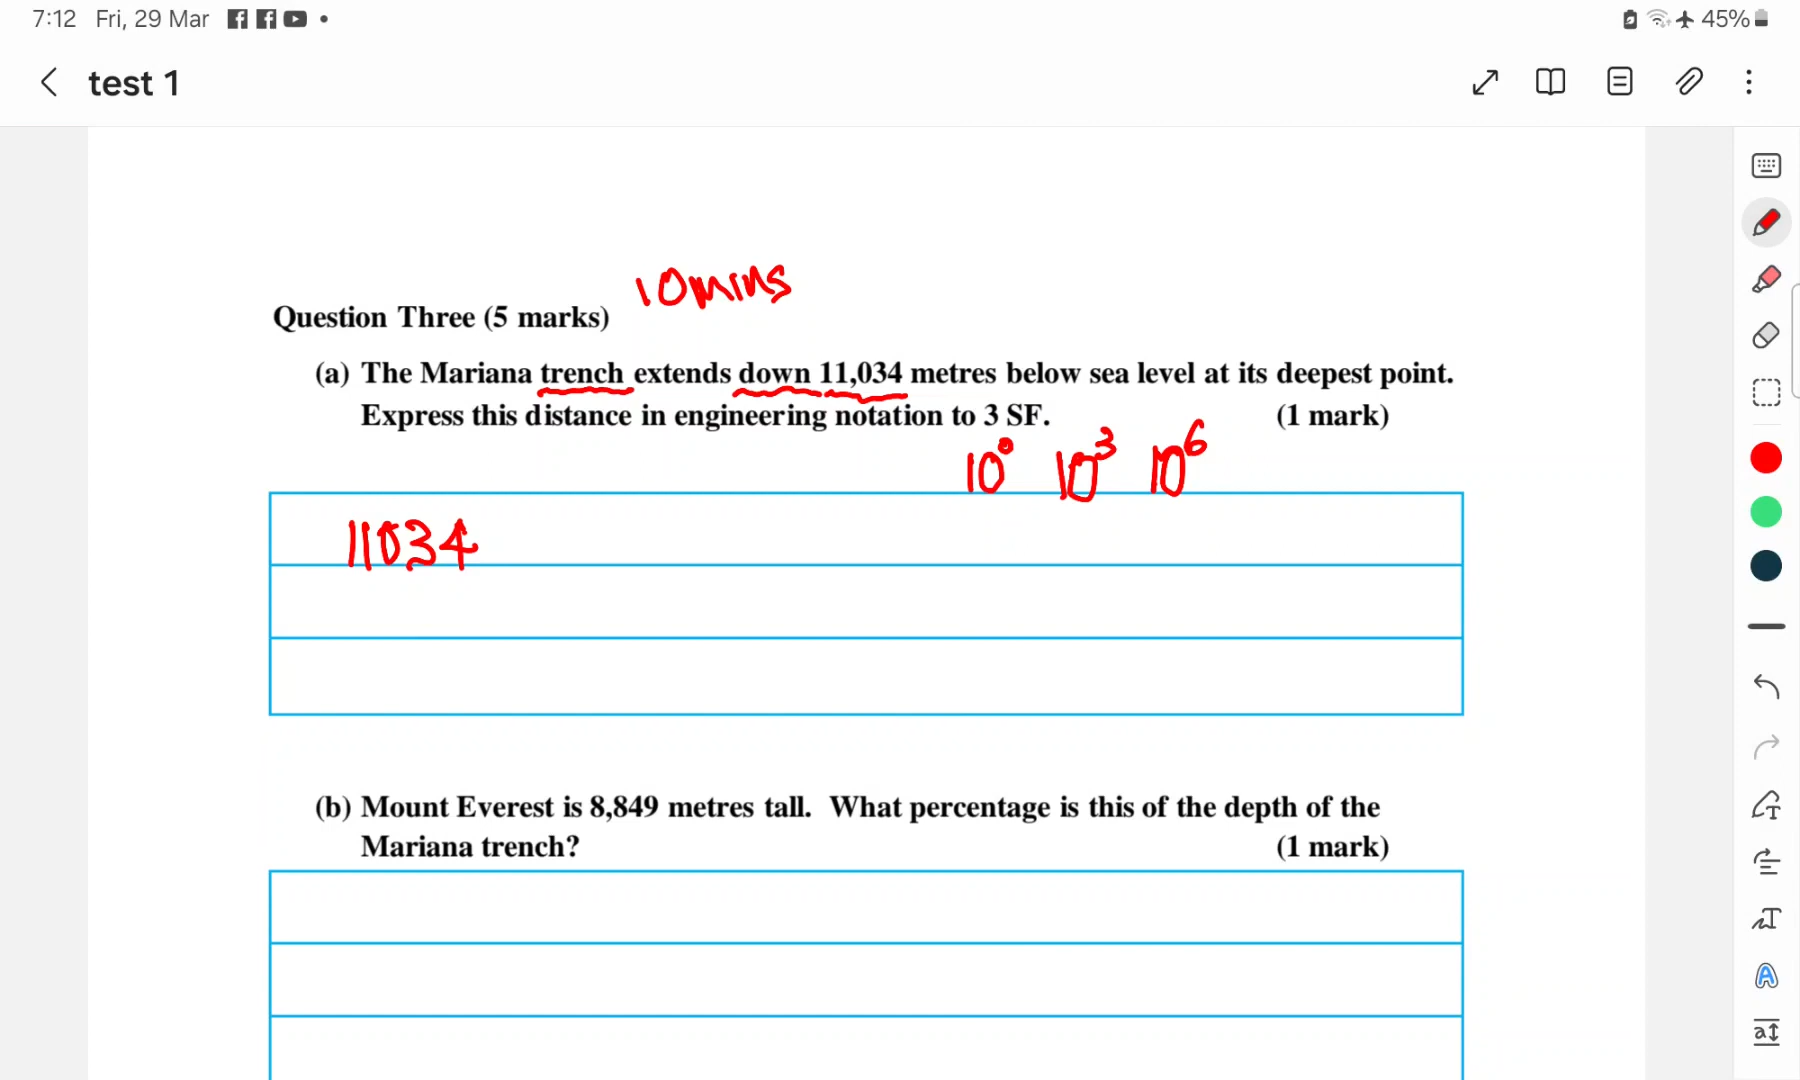 7:12 Fri, 29 Mar 45%
test 1
10 mins
Question Three (5 marks)
(a) The Mariana trench extends down 11,034 metres below sea level at its deepest point.
Express this distance in engineering notation to 3 SF. (1 mark)
10⁰ 10³ 10⁶
11034
(b) Mount Everest is 8,849 metres tall. What percentage is this of the depth of the
Mariana trench? (1 mark)